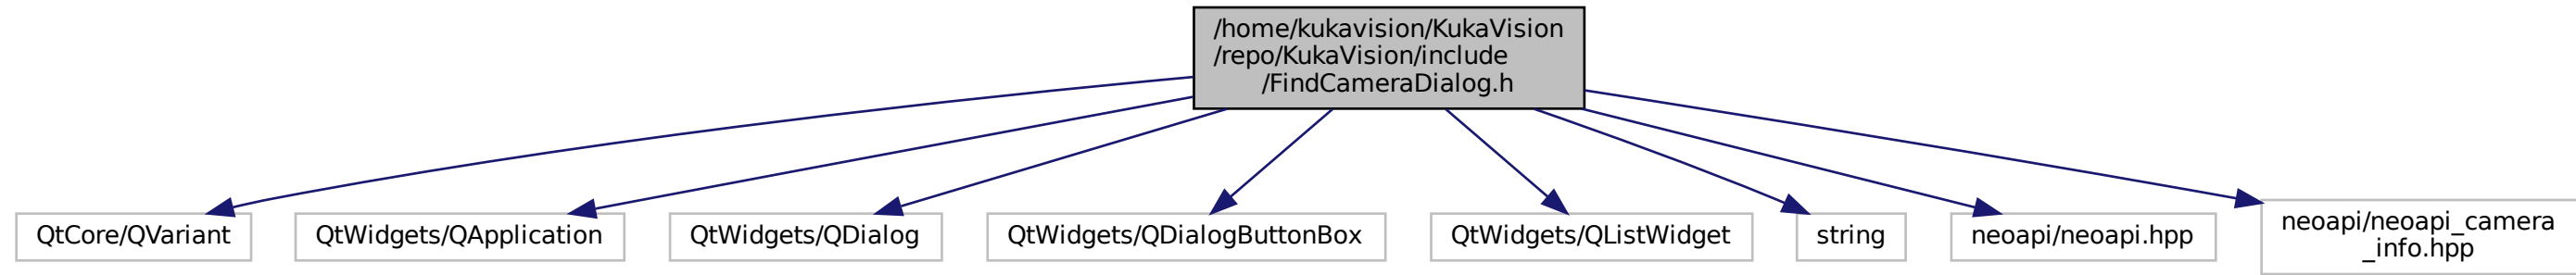 /home/kukavision/KukaVision
/repo/KukaVision/include
/FindCameraDialog.h
QtCore/QVariant
QtWidgets/QApplication
QtWidgets/QDialog
QtWidgets/QDialogButtonBox
QtWidgets/QListWidget
string
neoapi/neoapi.hpp
neoapi/neoapi_camera
_info.hpp